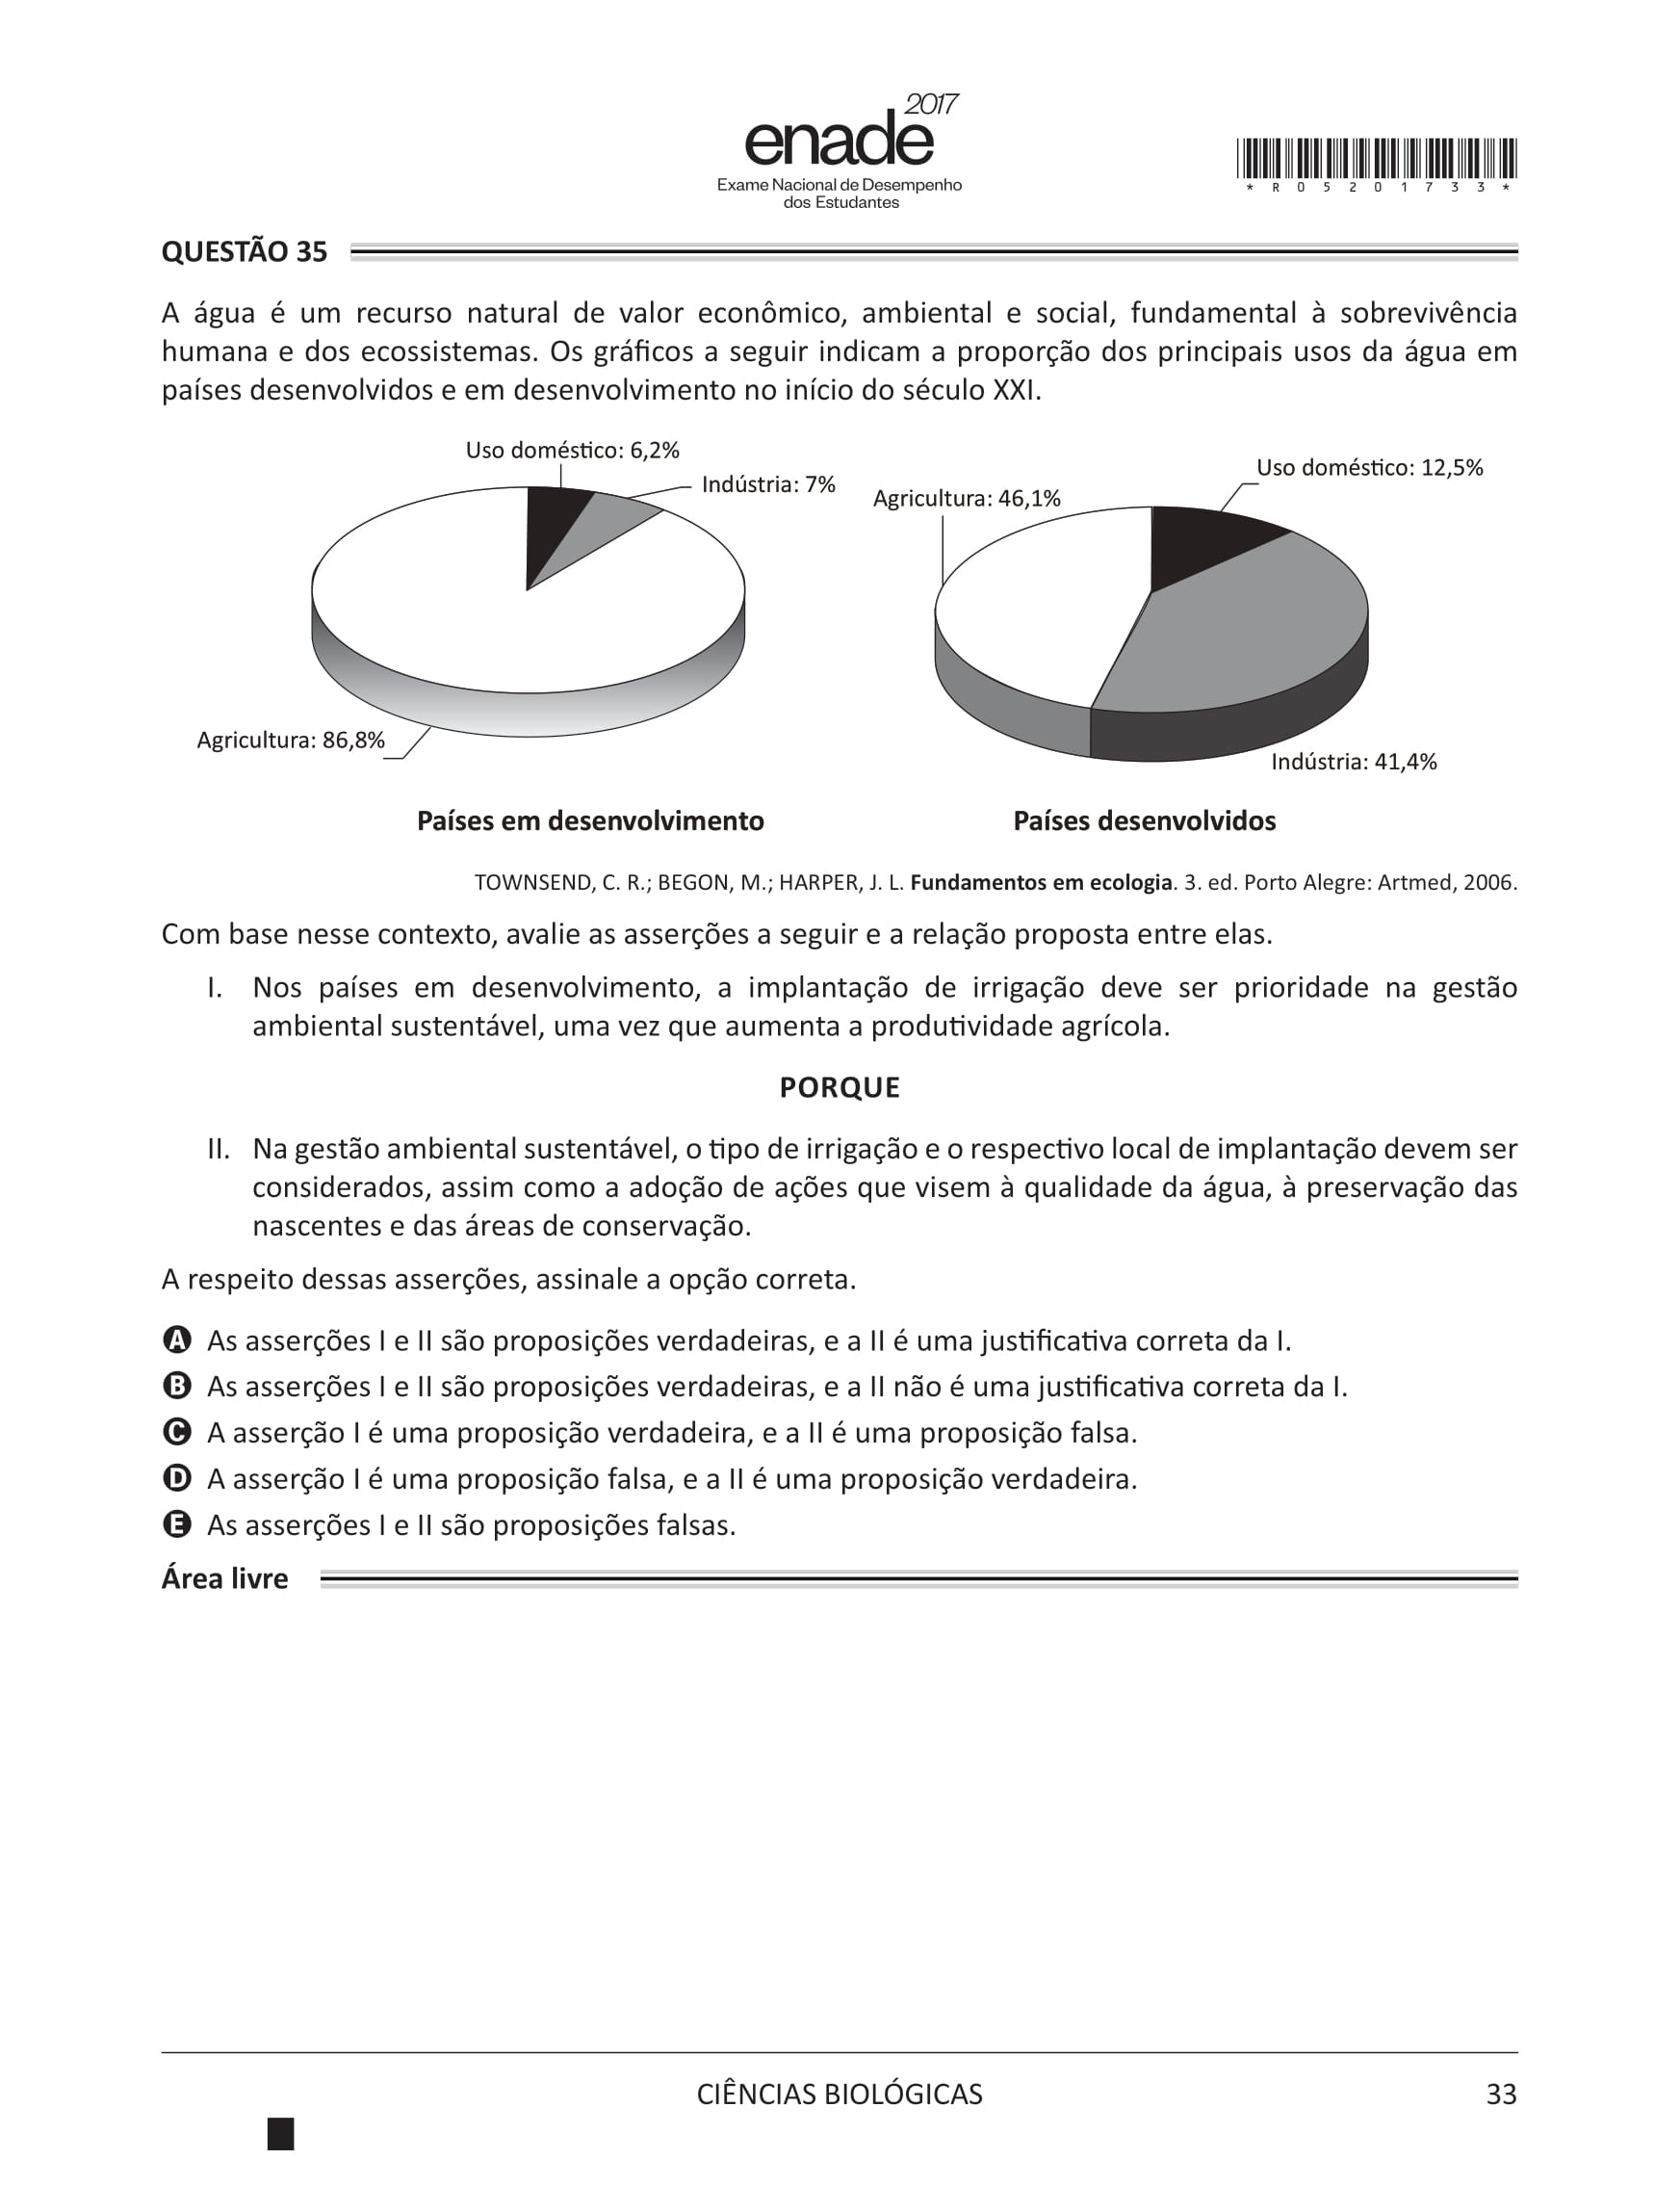 2017
enade
Exame Nacional de Desempenho
dos Estudantes
* R 0 5 2 0 1 7 3 3 *
QUESTÃO 35
A água é um recurso natural de valor econômico, ambiental e social, fundamental à sobrevivência
humana e dos ecossistemas. Os gráficos a seguir indicam a proporção dos principais usos da água em
países desenvolvidos e em desenvolvimento no início do século XXI.
Uso doméstico: 6,2%
Indústria: 7%
Agricultura: 86,8%
Países em desenvolvimento
Uso doméstico: 12,5%
Agricultura: 46,1%
Indústria: 41,4%
Países desenvolvidos
TOWNSEND, C. R.; BEGON, M.; HARPER, J. L. Fundamentos em ecologia. 3. ed. Porto Alegre: Artmed, 2006.
Com base nesse contexto, avalie as asserções a seguir e a relação proposta entre elas.
I. Nos países em desenvolvimento, a implantação de irrigação deve ser prioridade na gestão
ambiental sustentável, uma vez que aumenta a produtividade agrícola.
PORQUE
II. Na gestão ambiental sustentável, o tipo de irrigação e o respectivo local de implantação devem ser
considerados, assim como a adoção de ações que visem à qualidade da água, à preservação das
nascentes e das áreas de conservação.
A respeito dessas asserções, assinale a opção correta.
A As asserções I e II são proposições verdadeiras, e a II é uma justificativa correta da I.
B As asserções I e II são proposições verdadeiras, e a II não é uma justificativa correta da I.
C A asserção I é uma proposição verdadeira, e a II é uma proposição falsa.
D A asserção I é uma proposição falsa, e a II é uma proposição verdadeira.
E As asserções I e II são proposições falsas.
Área livre
CIÊNCIAS BIOLÓGICAS
33